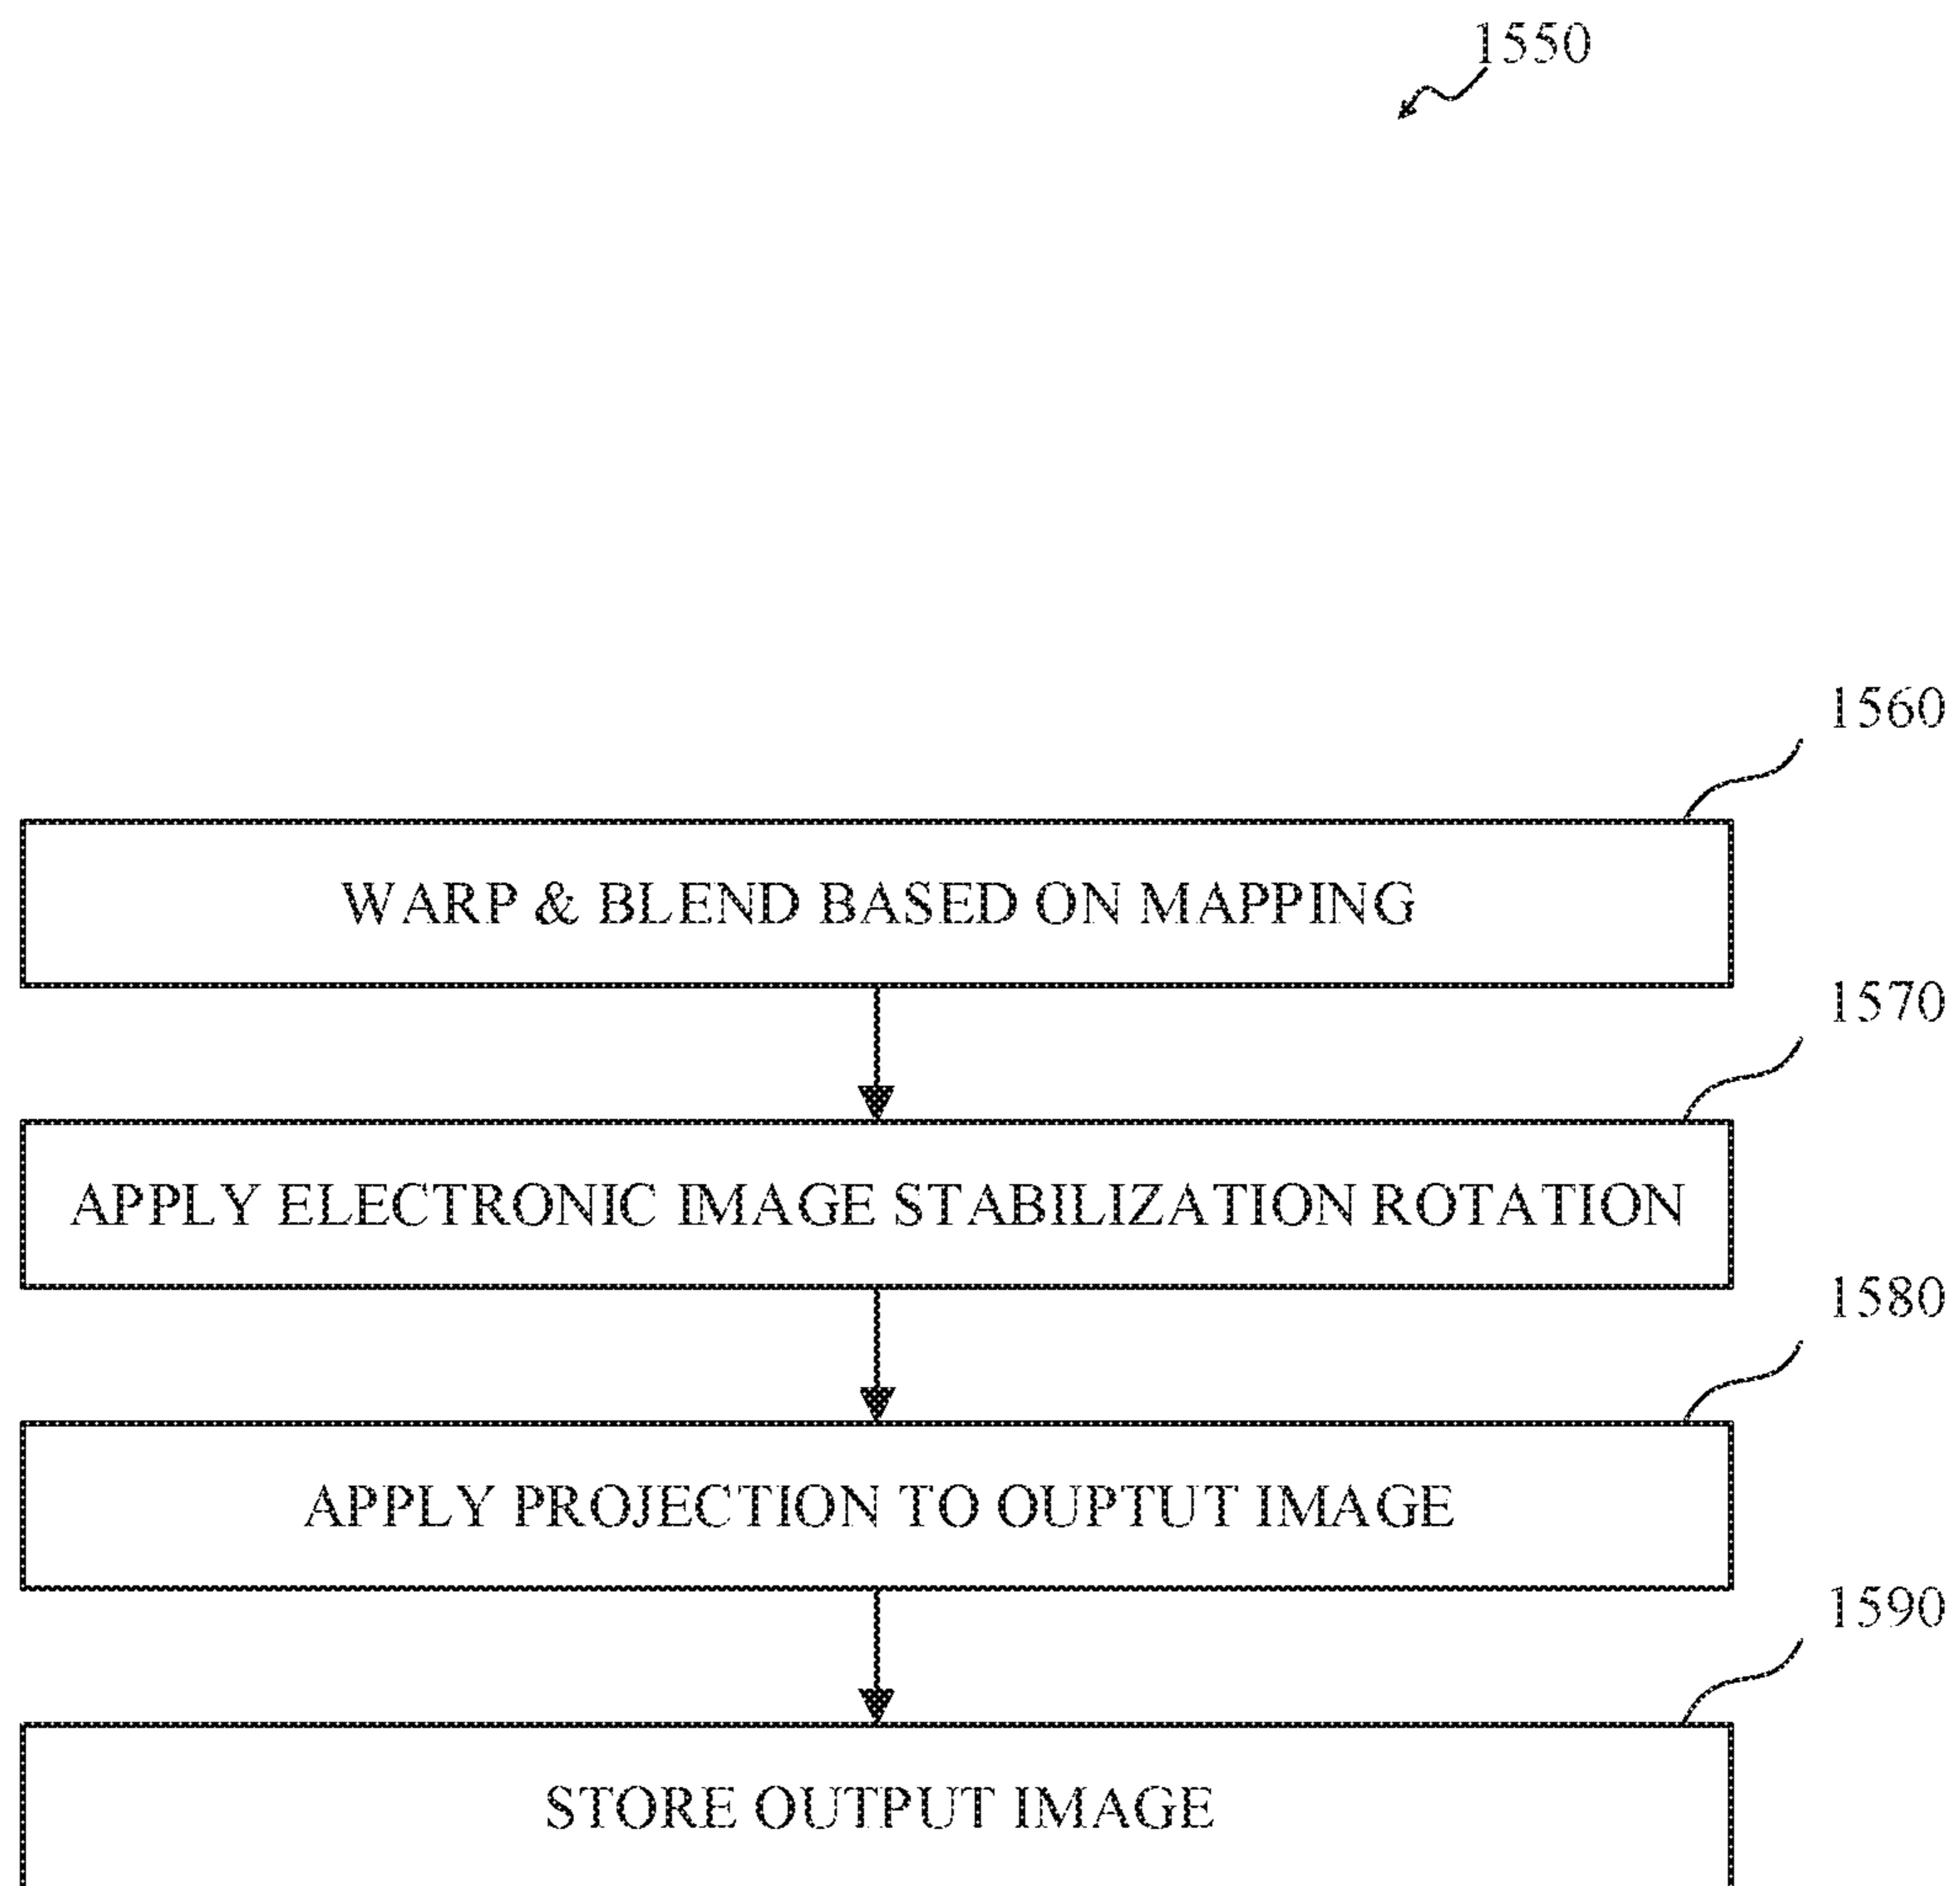 1550
1560
WARP & BLEND BASED ON MAPPING
1570
APPLY ELECTRONIC IMAGE STABILIZATION ROTATION
1580
APPLY PROJECTION TO OUPTUT IMAGE
1590
STORE OUTPUT IMAGE